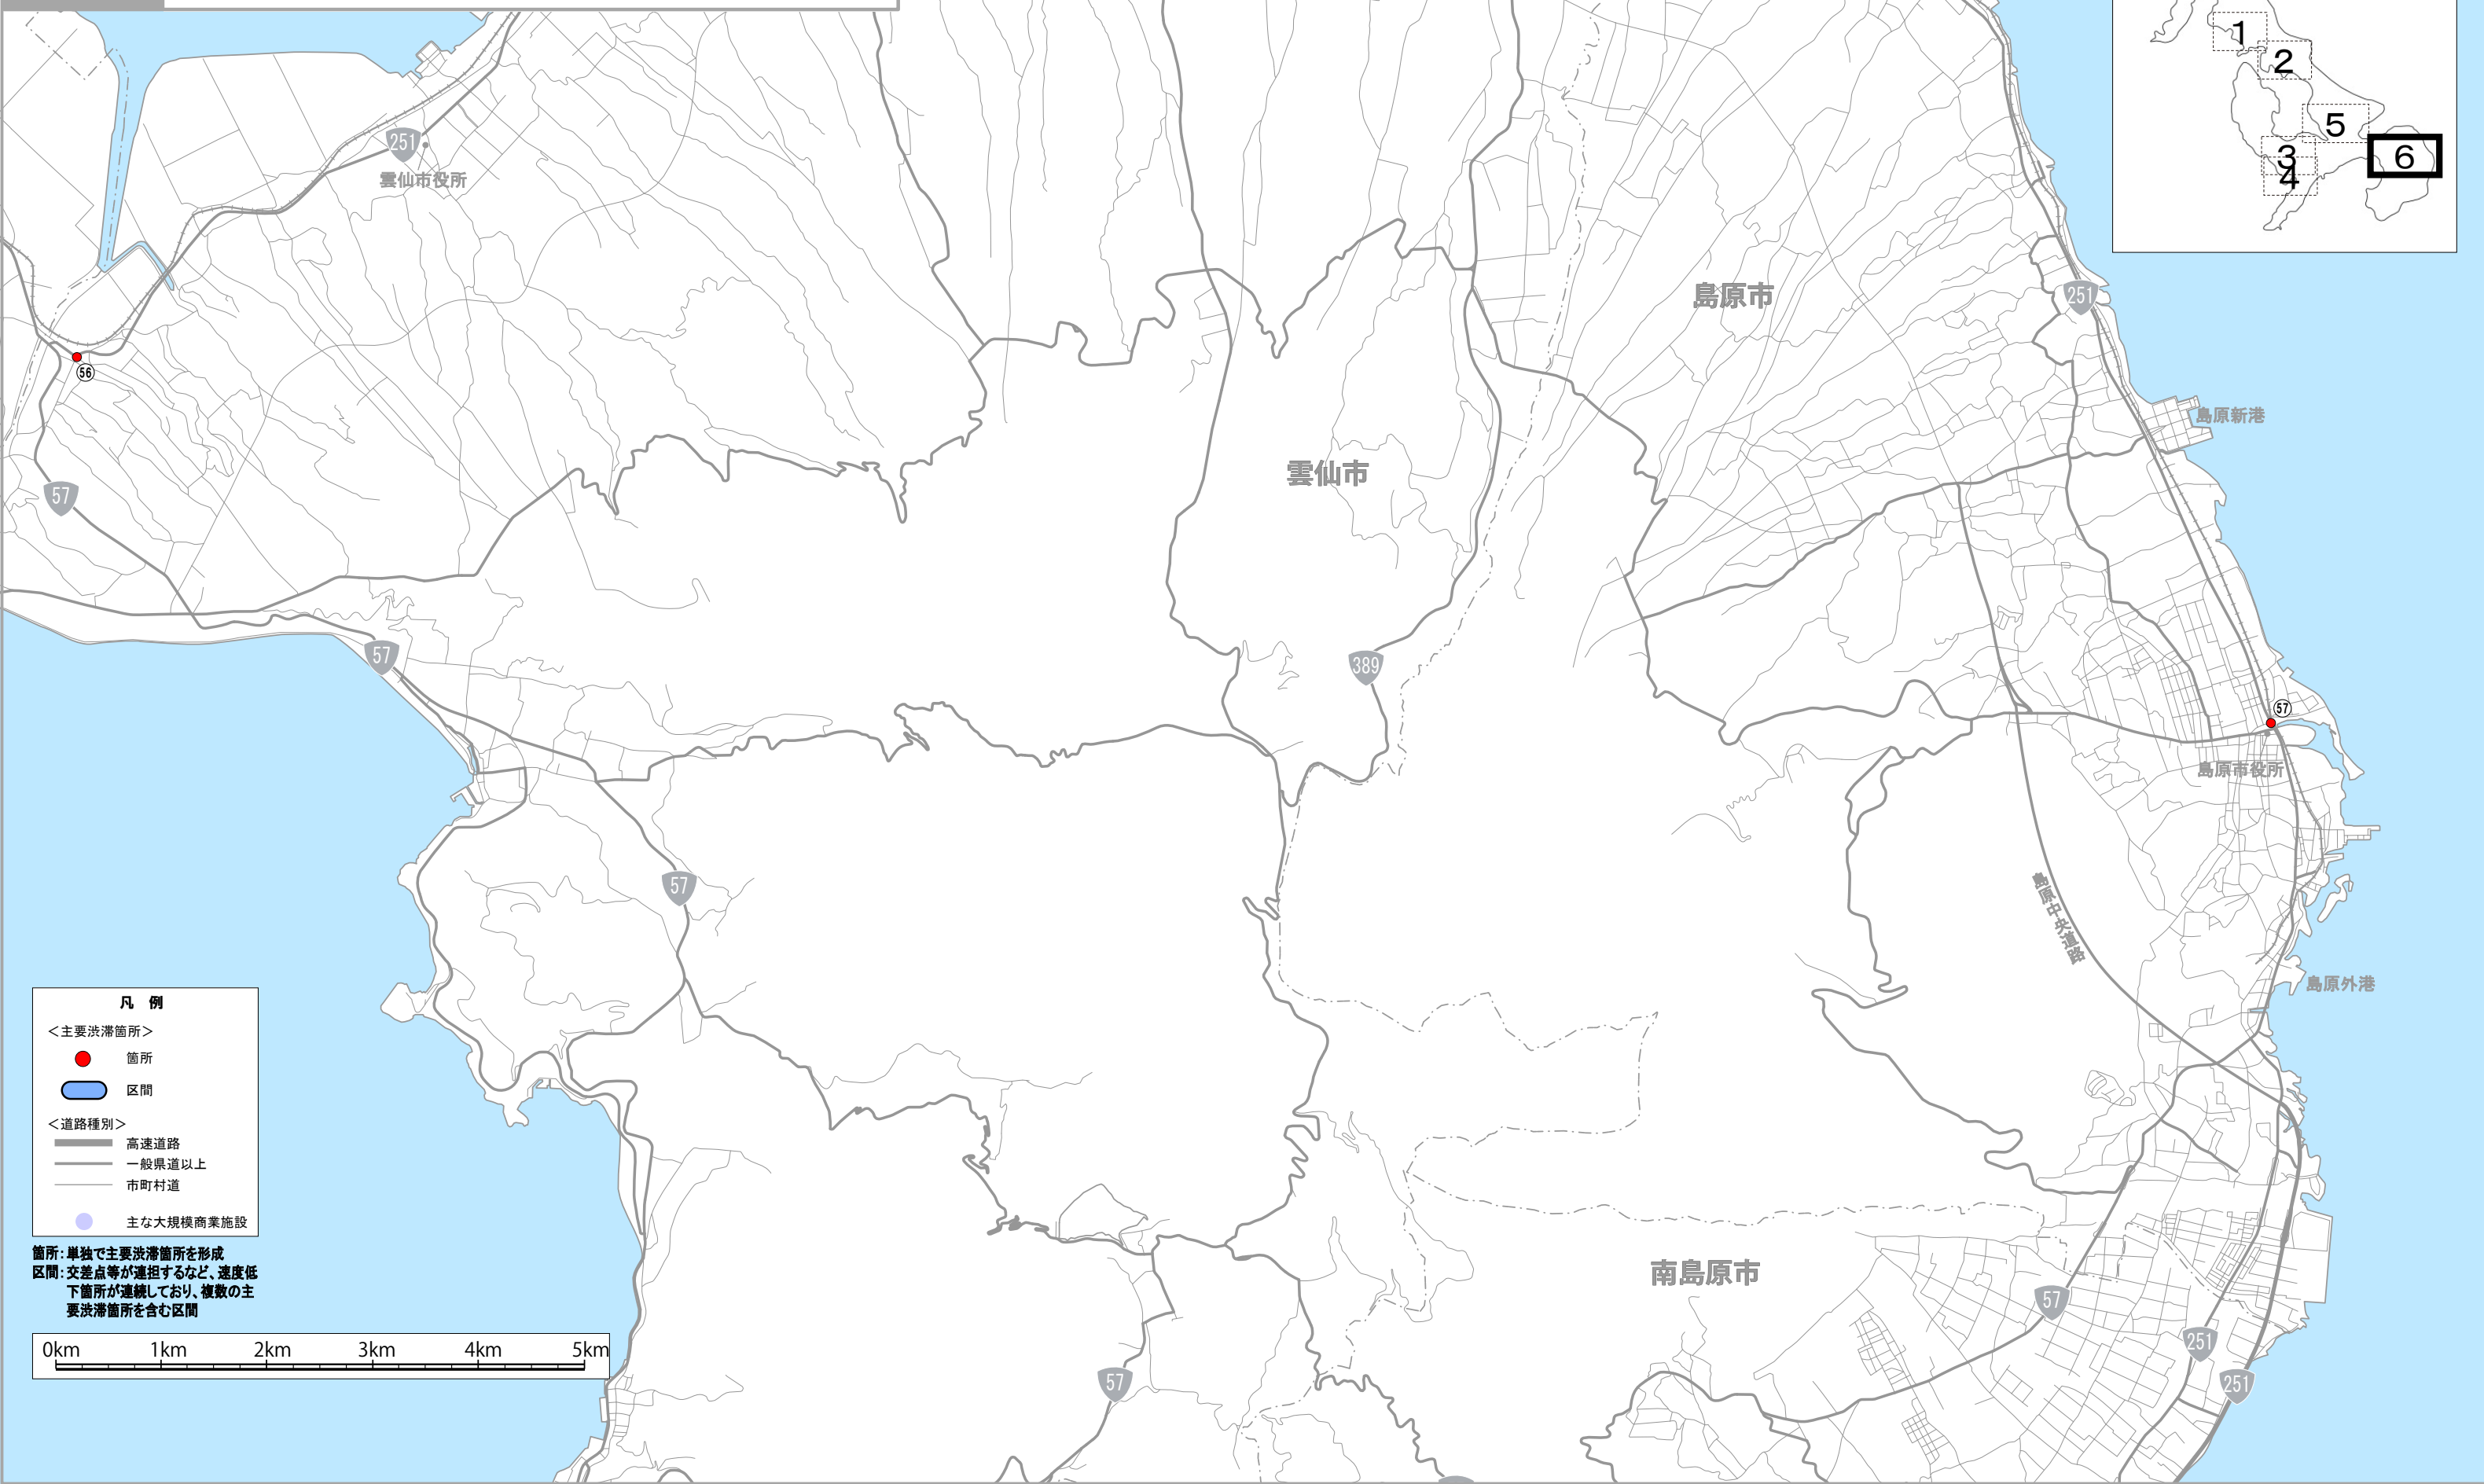 1
2
5
3
6
4
251
雲仙市役所
島原市
251
56
島原新港
雲仙市
57
57
389
57
島原市役所
57
島原中央道路
島原外港
凡 例
＜主要渋滞箇所＞
箇所
区間
＜道路種別＞
高速道路
一般県道以上
市町村道
主な大規模商業施設
箇所：単独で主要渋滞箇所を形成
区間：交差点等が連担するなど、速度低
下箇所が連続しており、複数の主
要渋滞箇所を含む区間
南島原市
57
251
0km 1km 2km 3km 4km 5km
57
251